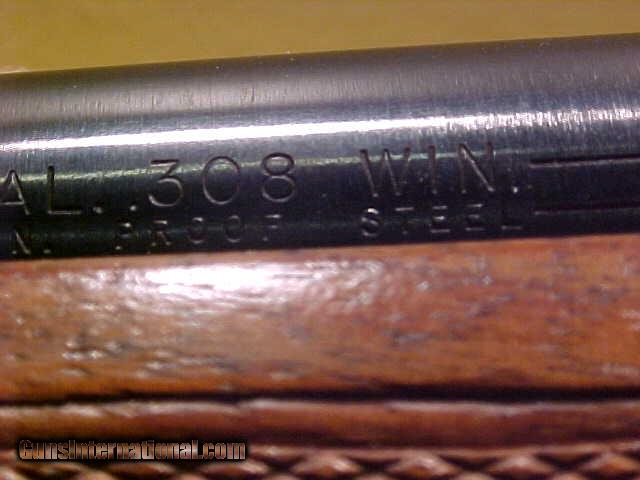 AL. .308 WIN.
N. PROOF STEEL
GunsInternational.com